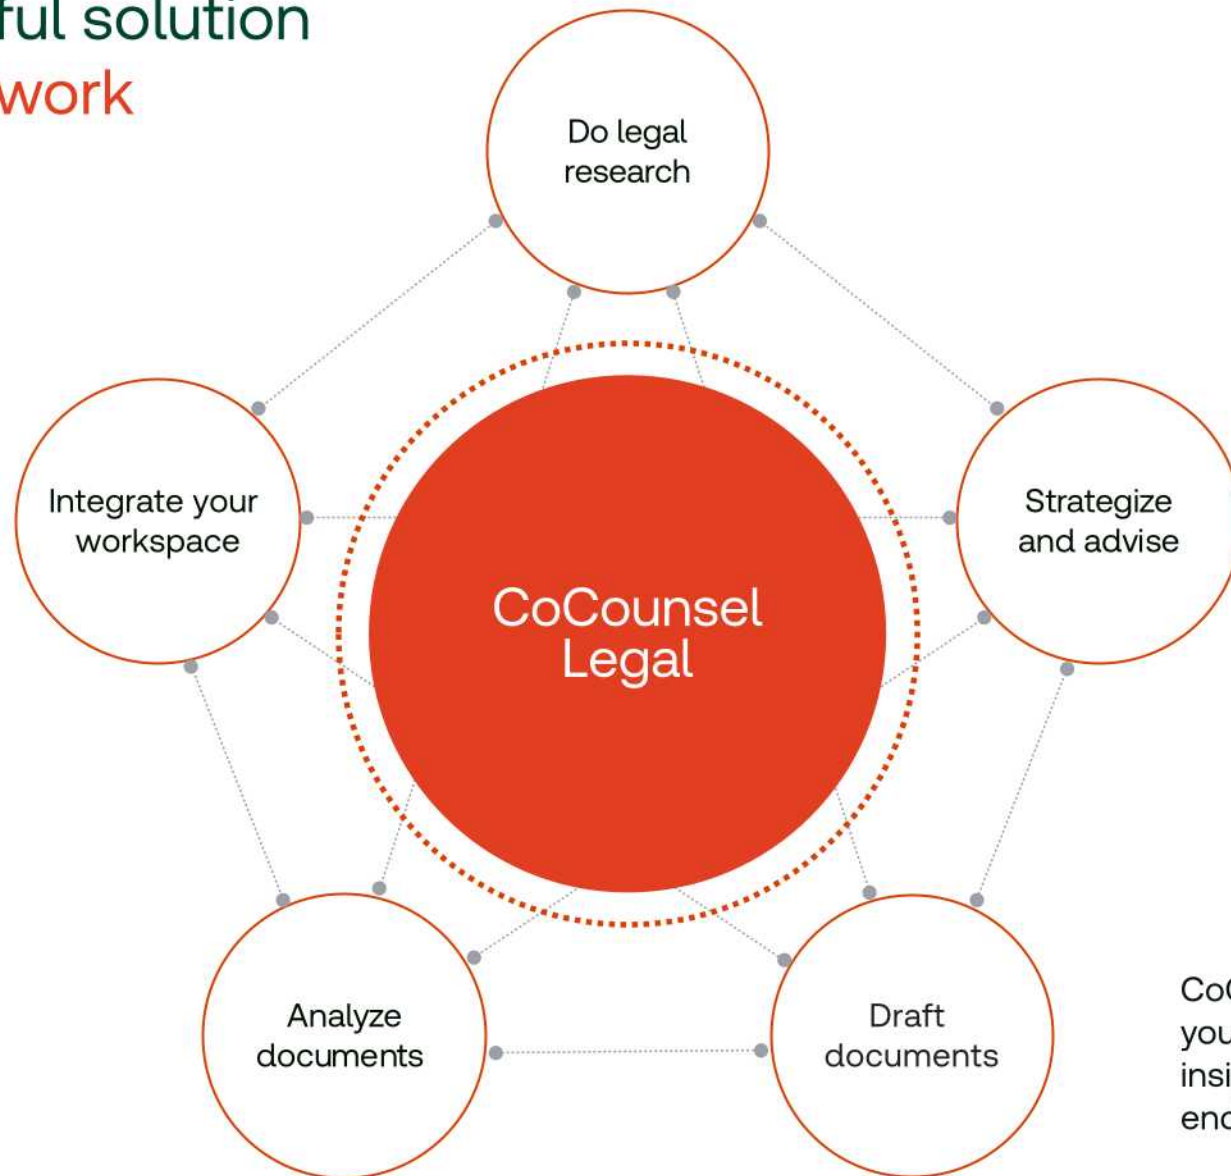 ful solution
work
Do legal
research
Integrate your
workspace
Strategize
and advise
CoCounsel
Legal
Analyze
documents
Draft
documents